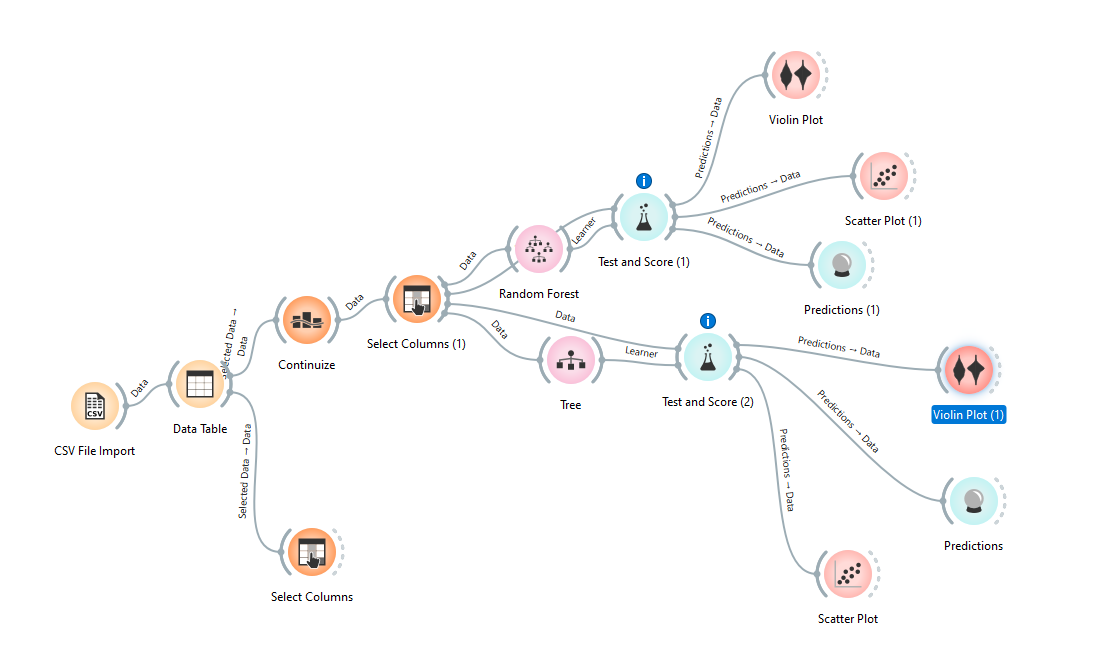 Violin Plot
Predictions → Data
Scatter Plot (1)
Predictions → Data
i
Learner
Test and Score (1)
Predictions → Data
Data
Random Forest
Predictions (1)
Data
Select Columns (1)
Selected Data →
Data
Continuize
Data
i
Data
Learner
Tree
Test and Score (2)
Predictions → Data
Violin Plot (1)
CSV
Data
CSV File Import
Data Table
Predictions → Data
Predictions → Data
Selected Data → Data
Predictions
Select Columns
Scatter Plot